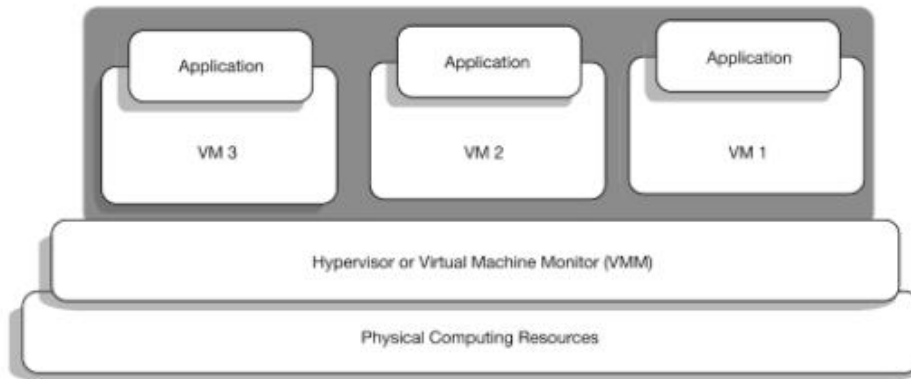 Application
Application
Application
VM 3
VM 2
VM 1
Hypervisor or Virtual Machine Monitor (VMM)
Physical Computing Resources